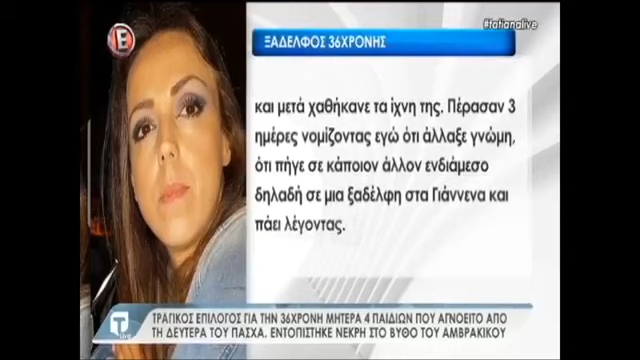 E
#tatianalive
ΞΑΔΕΛΦΟΣ 36ΧΡΟΝΗΣ
και μετά χαθήκανε τα ίχνη της. Πέρασαν 3
ημέρες νομίζοντας εγώ ότι άλλαξε γνώμη,
ότι πήγε σε κάποιον άλλον ενδιάμεσο
δηλαδή σε μια ξαδέλφη στα Γιάννενα και
πάει λέγοντας.
ΤΡΑΓΙΚΟΣ ΕΠΙΛΟΓΟΣ ΓΙΑ ΤΗΝ 36ΧΡΟΝΗ ΜΗΤΕΡΑ 4 ΠΑΙΔΙΩΝ ΠΟΥ ΑΓΝΟΕΙΤΟ ΑΠΟ
ΤΗ ΔΕΥΤΕΡΑ ΤΟΥ ΠΑΣΧΑ. ΕΝΤΟΠΙΣΤΗΚΕ ΝΕΚΡΗ ΣΤΟ ΒΥΘΟ ΤΟΥ ΑΜΒΡΑΚΙΚΟΥ
T
Live